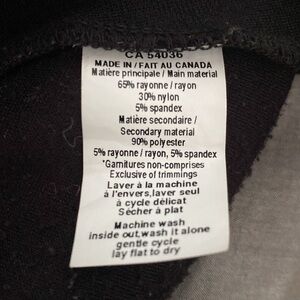 CA 54036
MADE IN / FAIT AU CANADA
Matière principale / Main material
65% rayonne / rayon
30% nylon
5% spandex
Matière secondaire /
Secondary material
90% polyester
5% rayonne / rayon, 5% spandex
*Garnitures non-comprises
Exclusive of trimmings
Laver à la machine
à l'envers,laver seul
à cycle délicat
Sécher à plat
Machine wash
inside out,wash it alone
gentle cycle
lay flat to dry